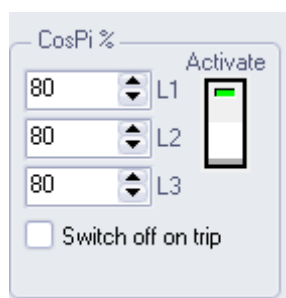 CosPi %
Activate
80 L1
80 L2
80 L3
Switch off on trip